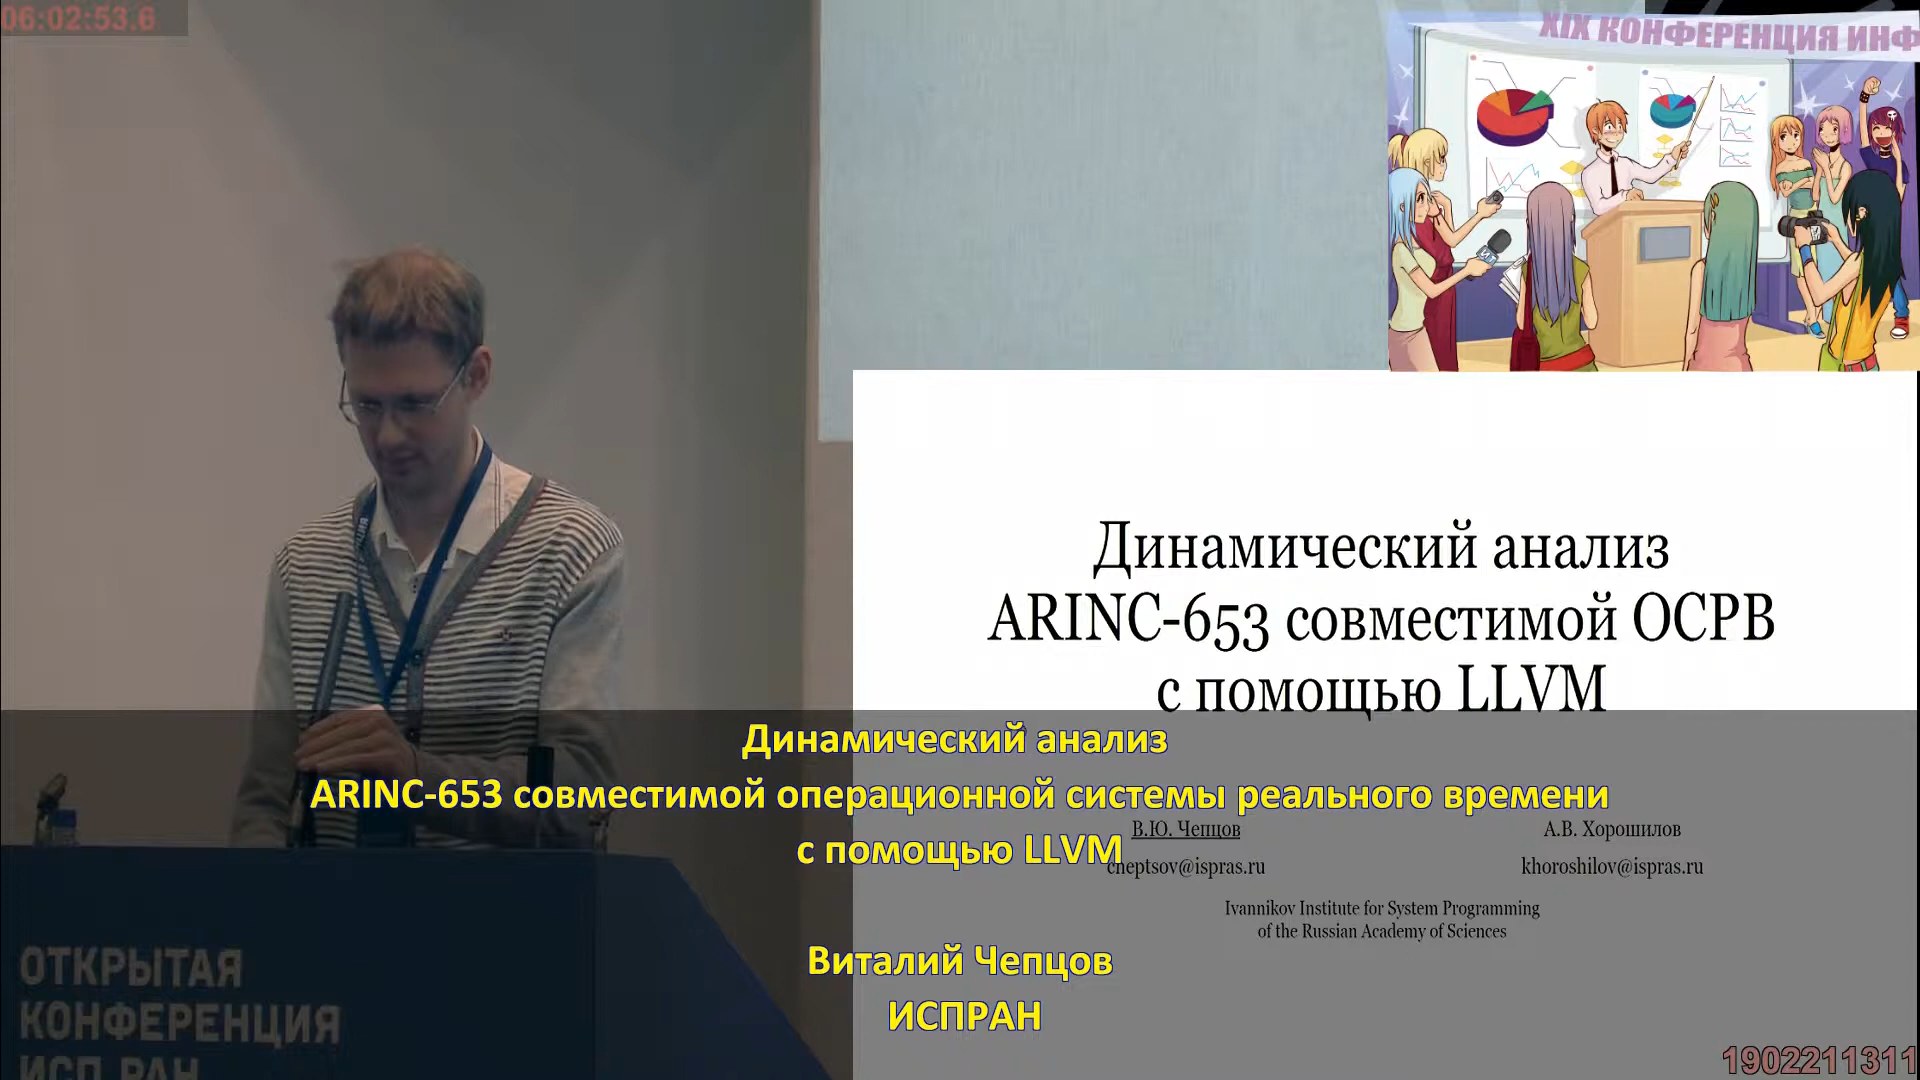 06:02:53.6
XIX КОНФЕРЕНЦИЯ ИНФ
Динамический анализ
ARINC-653 совместимой ОСРВ
с помощью LLVM
Динамический анализ
ARINC-653 совместимой операционной системы реального времени
с помощью LLVM
В.Ю. Чепцов
А.В. Хорошилов
cheptsov@ispras.ru
khoroshilov@ispras.ru
Ivannikov Institute for System Programming
of the Russian Academy of Sciences
Виталий Чепцов
ИСПРАН
ОТКРЫТАЯ
КОНФЕРЕНЦИЯ
ИСП РАН
1902211311